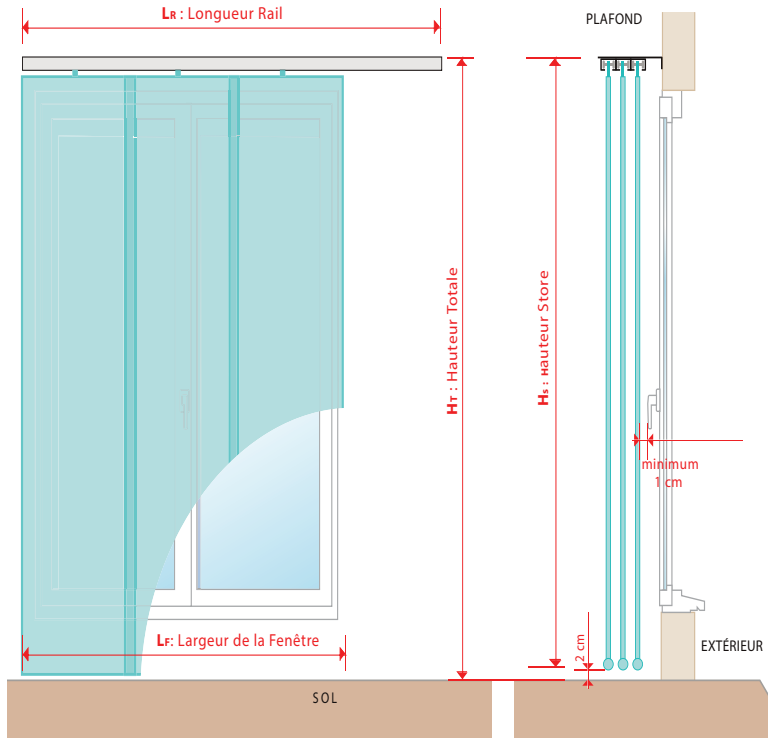 LR : Longueur Rail
PLAFOND
HT : Hauteur Totale
HS : Hauteur Store
minimum
1 cm
LF: Largeur de la Fenêtre
2 cm
EXTÉRIEUR
SOL